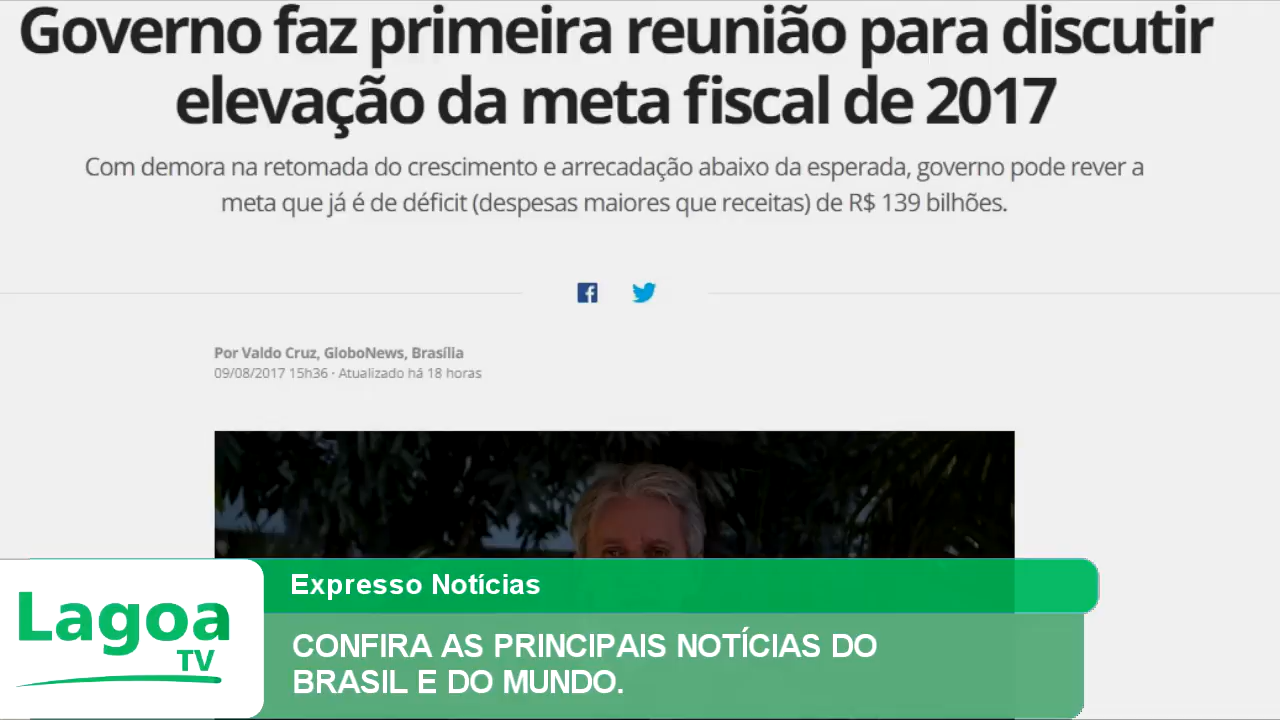 Governo faz primeira reunião para discutir
elevação da meta fiscal de 2017
Com demora na retomada do crescimento e arrecadação abaixo da esperada, governo pode rever a
meta que já é de déficit (despesas maiores que receitas) de R$ 139 bilhões.
Por Valdo Cruz, GloboNews, Brasília
09/08/2017 15h36 · Atualizado há 18 horas
Expresso Notícias
Lagoa
TV
CONFIRA AS PRINCIPAIS NOTÍCIAS DO
BRASIL E DO MUNDO.